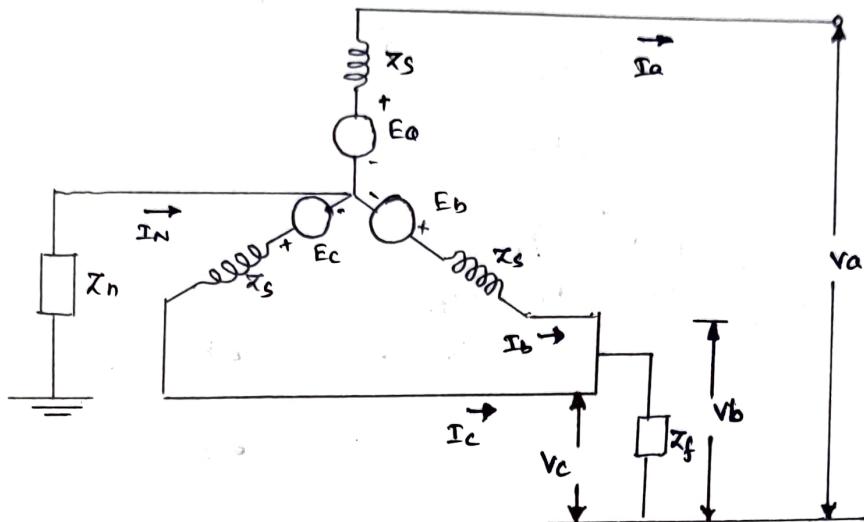 Zs
Ia
+
Ea
-
IN
- -
Eb
+
+
Ec
Zs
Zs
Zn
Va
Ib
Vb
Ic
Vc
Zf